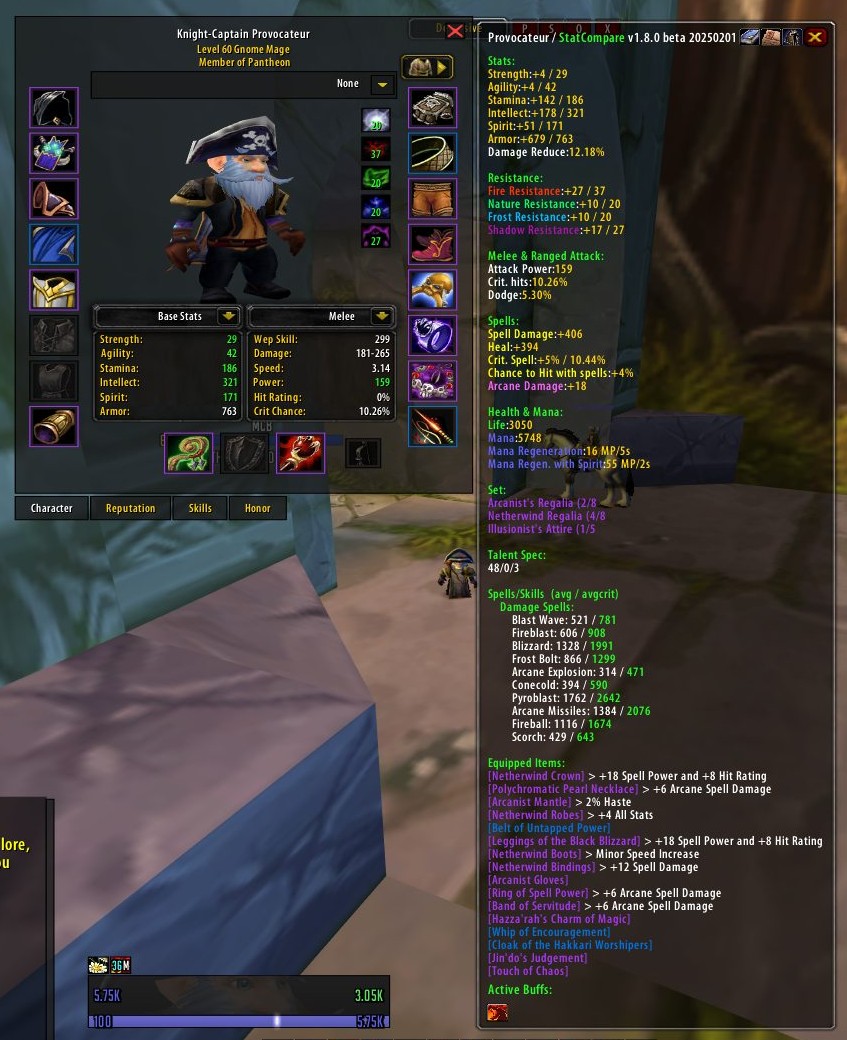 Knight-Captain Provocateur
Level 60 Gnome Mage
Member of Pantheon
None
20
37
20
20
27
Base Stats
Strength: 29
Agility: 42
Stamina: 186
Intellect: 321
Spirit: 171
Armor: 763
Melee
Wep Skill: 299
Damage: 181-265
Speed: 3.14
Power: 159
Hit Rating: 0%
Crit Chance: 10.26%
MLB
Character
Reputation
Skills
Honor
P S O X
Provocateur / StatCompare v1.8.0 beta 20250201
Stats:
Strength:+4 / 29
Agility:+4 / 42
Stamina:+142 / 186
Intellect:+178 / 321
Spirit:+51 / 171
Armor:+679 / 763
Damage Reduce:12.18%
Resistance:
Fire Resistance:+27 / 37
Nature Resistance:+10 / 20
Frost Resistance:+10 / 20
Shadow Resistance:+17 / 27
Melee & Ranged Attack:
Attack Power:159
Crit. hits:10.26%
Dodge:5.30%
Spells:
Spell Damage:+406
Heal:+394
Crit. Spell:+5% / 10.44%
Chance to Hit with spells:+4%
Arcane Damage:+18
Health & Mana:
Life:3050
Mana:5748
Mana Regeneration:16 MP/5s
Mana Regen. with Spirit:55 MP/2s
Set:
Arcanist's Regalia (2/8
Netherwind Regalia (4/8
Illusionist's Attire (1/5
Talent Spec:
48/0/3
Spells/Skills (avg / avgcrit)
Damage Spells:
Blast Wave: 521 / 781
Fireblast: 606 / 908
Blizzard: 1328 / 1991
Frost Bolt: 866 / 1299
Arcane Explosion: 314 / 471
Conecold: 394 / 590
Pyroblast: 1762 / 2642
Arcane Missiles: 1384 / 2076
Fireball: 1116 / 1674
Scorch: 429 / 643
Equipped Items:
[Netherwind Crown] > +18 Spell Power and +8 Hit Rating
[Polychromatic Pearl Necklace] > +6 Arcane Spell Damage
[Arcanist Mantle] > 2% Haste
[Netherwind Robes] > +4 All Stats
[Belt of Untapped Power]
[Leggings of the Black Blizzard] > +18 Spell Power and +8 Hit Rating
[Netherwind Boots] > Minor Speed Increase
[Netherwind Bindings] > +12 Spell Damage
[Arcanist Gloves]
[Ring of Spell Power] > +6 Arcane Spell Damage
[Band of Servitude] > +6 Arcane Spell Damage
[Hazza'rah's Charm of Magic]
[Whip of Encouragement]
[Cloak of the Hakkari Worshipers]
[Jin'do's Judgement]
[Touch of Chaos]
Active Buffs:
36M
5.75K
3.05K
100
5.75K